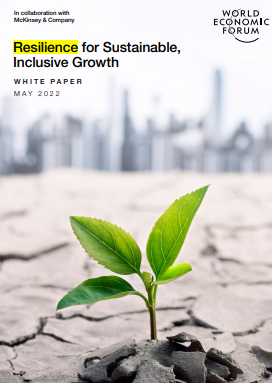 In collaboration with
McKinsey & Company
WORLD
ECONOMIC
FORUM
Resilience for Sustainable,
Inclusive Growth
WHITE PAPER
MAY 2022